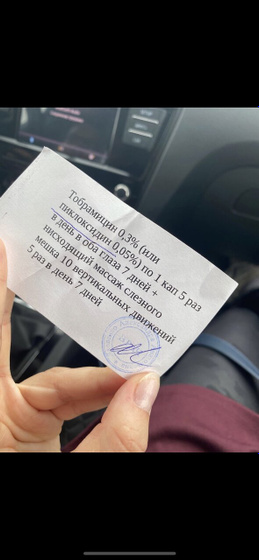 Тобрамицин 0,3% (или
пиклоксидин 0,05%) по 1 кап 5 раз
в день в оба глаза 7 дней +
нисходящий массаж слезного
мешка 10 вертикальных движений
5 раз в день 7 дней